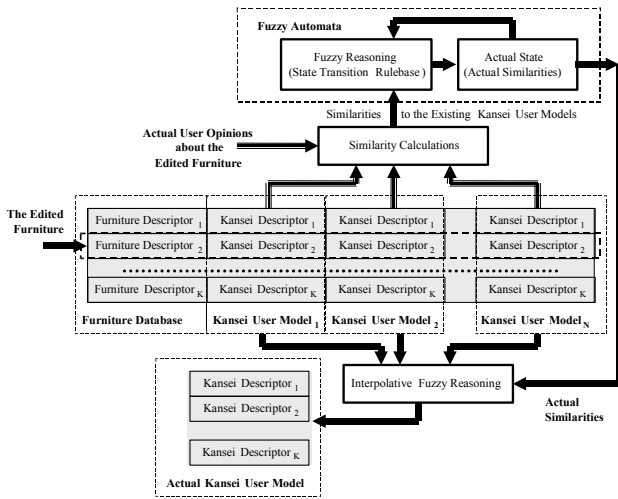 Fuzzy Automata
Fuzzy Reasoning
(State Transition Rulebase)
Actual State
(Actual Similarities)
Similarities to the Existing Kansei User Models
Actual User Opinions
about the
Edited Furniture
Similarity Calculations
The Edited
Furniture
Furniture Descriptor 1 Kansei Descriptor 1 Kansei Descriptor 1 Kansei Descriptor 1
Furniture Descriptor 2 Kansei Descriptor 2 Kansei Descriptor 2 Kansei Descriptor 2
Furniture Descriptor K Kansei Descriptor K Kansei Descriptor K Kansei Descriptor K
Furniture Database Kansei User Model 1 Kansei User Model 2 Kansei User Model N
Interpolative Fuzzy Reasoning
Actual
Similarities
Kansei Descriptor 1
Kansei Descriptor 2
Kansei Descriptor K
Actual Kansei User Model